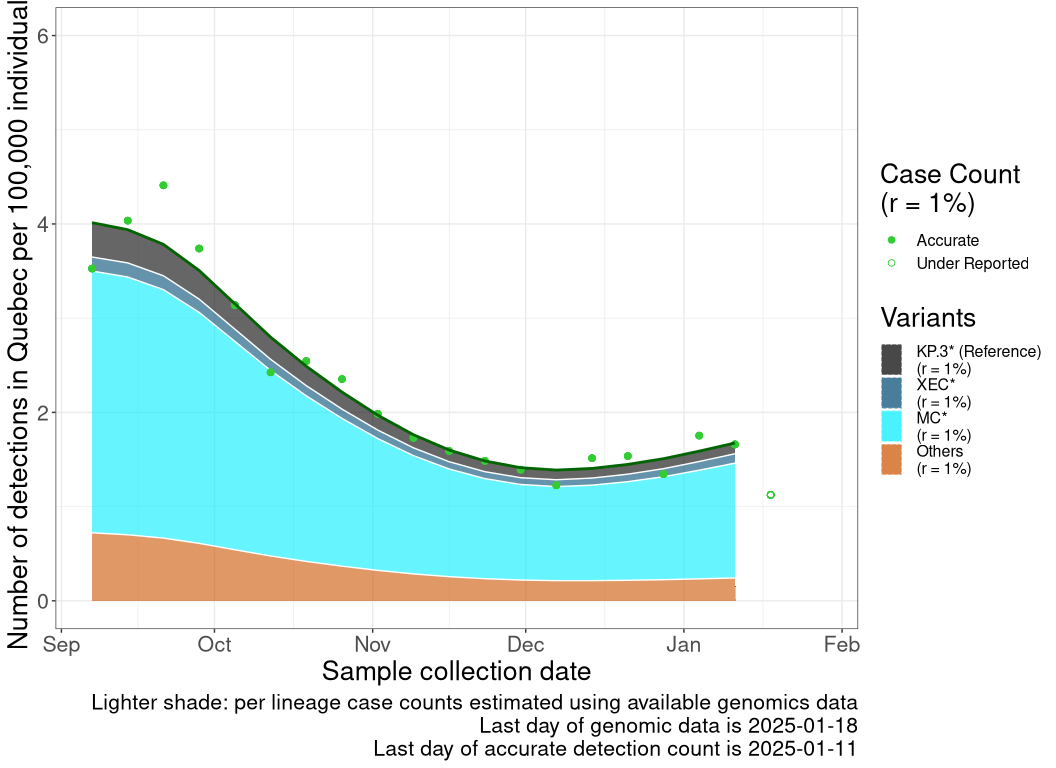 Number of detections in Quebec per 100,000 individual
6
4
2
0
Sep
Oct
Nov
Dec
Jan
Feb
Sample collection date
Lighter shade: per lineage case counts estimated using available genomics data
Last day of genomic data is 2025-01-18
Last day of accurate detection count is 2025-01-11
Case Count
(r = 1%)
Accurate
Under Reported
Variants
KP.3* (Reference)
(r = 1%)
XEC*
(r = 1%)
MC*
(r = 1%)
Others
(r = 1%)